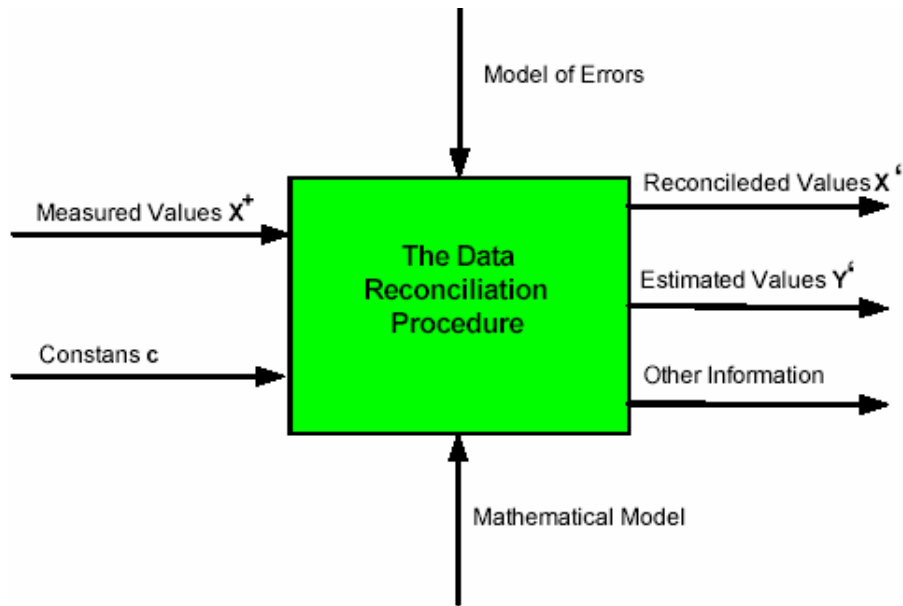 Model of Errors
Measured Values X⁺
Constans c
The Data
Reconciliation
Procedure
Reconcileded Values X‘
Estimated Values Y‘
Other Information
Mathematical Model